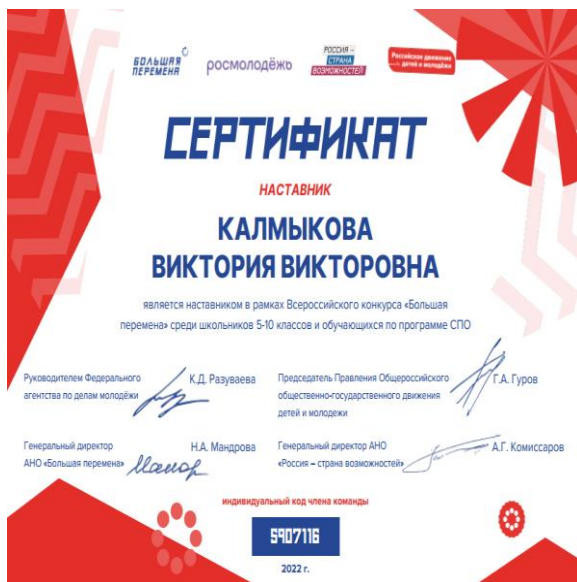 БОЛЬШАЯ
ПЕРЕМЕНА
росмолодёжь
РОССИЯ –
СТРАНА
ВОЗМОЖНОСТЕЙ
Российское движение
детей и молодёжи
СЕРТИФИКАТ
НАСТАВНИК
КАЛМЫКОВА
ВИКТОРИЯ ВИКТОРОВНА
является наставником в рамках Всероссийского конкурса «Большая
перемена» среди школьников 5-10 классов и обучающихся по программе СПО
Руководителем Федерального
агентства по делам молодёжи
К.Д. Разуваева
Председатель Правления Общероссийского
общественно-государственного движения
детей и молодежи
Г.А. Гуров
Генеральный директор
АНО «Большая перемена»
Н.А. Мандрова
Генеральный директор АНО
«Россия – страна возможностей»
А.Г. Комиссаров
индивидуальный код члена команды
5907116
2022 г.